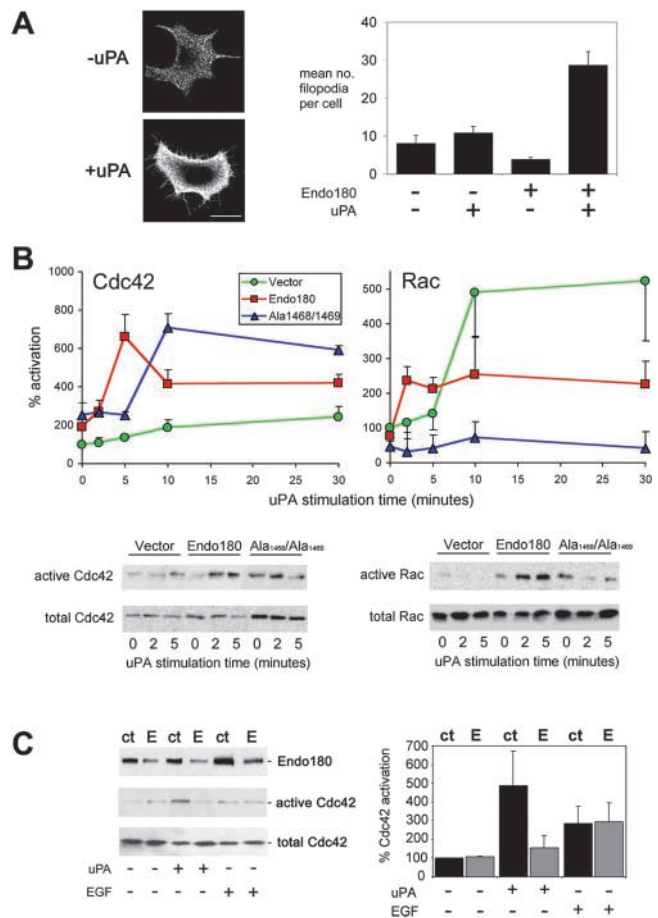 A
-uPA
+uPA
mean no.
filopodia
per cell
40
30
20
10
0
Endo180 - - + +
uPA - + - +
B
Cdc42
1000
800
600
400
200
0
% activation
Vector
Endo180
Ala1468/1469
0 5 10 15 20 25 30
Rac
500
400
300
200
100
0
0 5 10 15 20 25 30
uPA stimulation time (minutes)
Vector Endo180 Ala1468/Ala1469
active Cdc42
total Cdc42
0 2 5 0 2 5 0 2 5
uPA stimulation time (minutes)
Vector Endo180 Ala1468/Ala1469
active Rac
total Rac
0 2 5 0 2 5 0 2 5
uPA stimulation time (minutes)
C
ct E ct E ct E
- Endo180
- active Cdc42
- total Cdc42
uPA - - + + - -
EGF - - - - + +
ct E ct E ct E
% Cdc42 activation
700
600
500
400
300
200
100
0
uPA - - + + - -
EGF - - - - + +